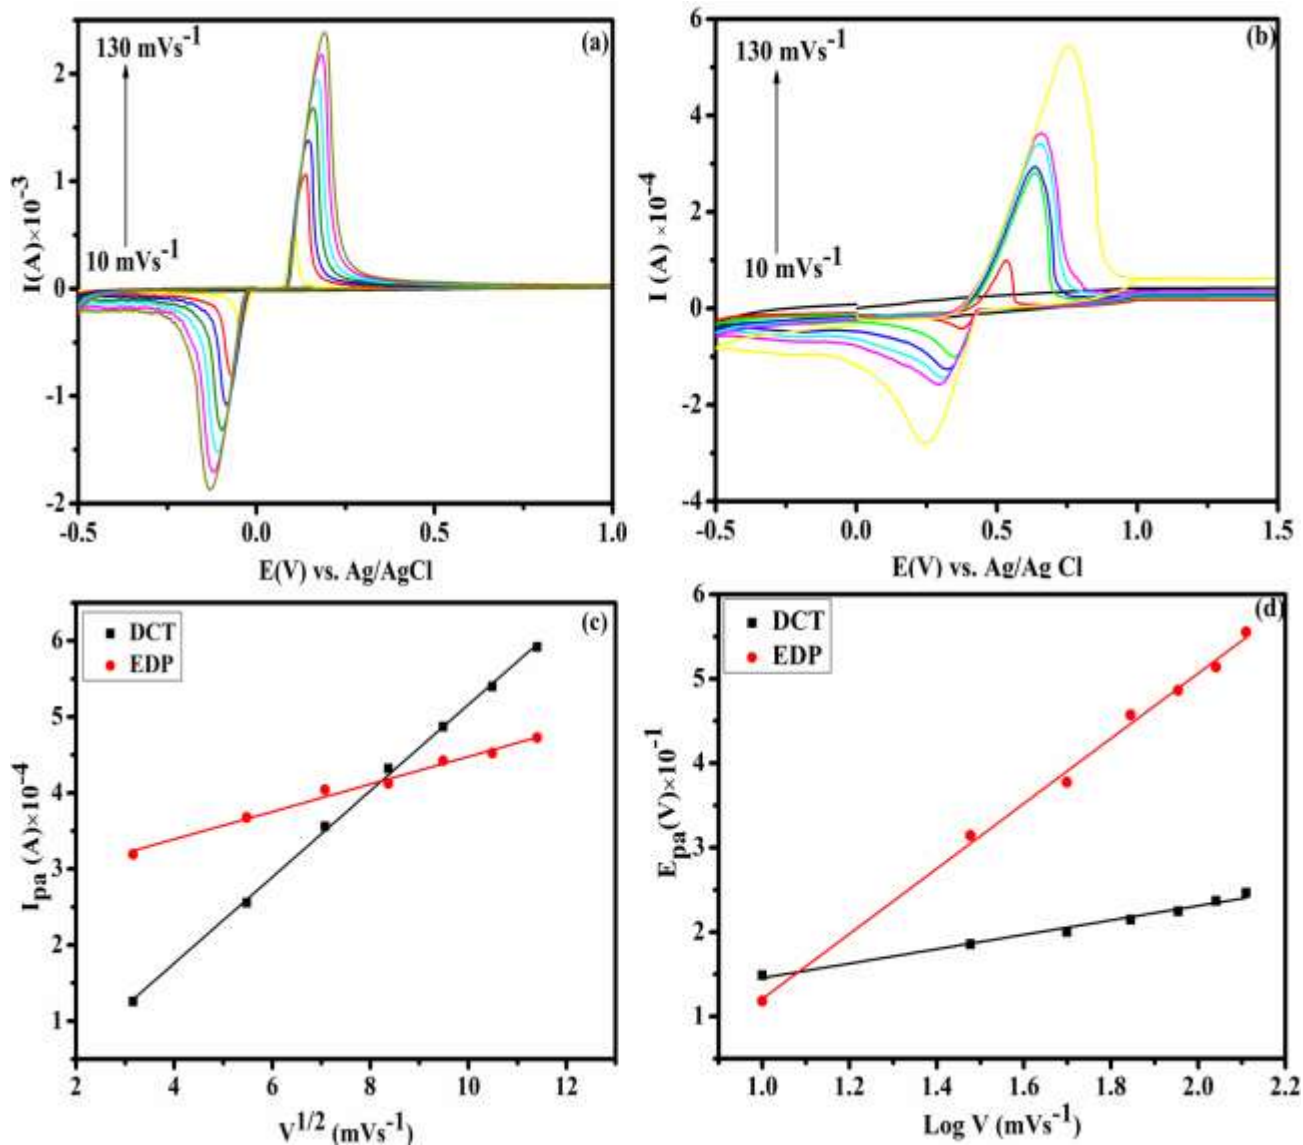 (a)
130 mVs-1
10 mVs-1
I(A)×10-3
2
1
0
-1
-2
-0.5 0.0 0.5 1.0
E(V) vs. Ag/AgCl
(b)
130 mVs-1
10 mVs-1
I (A) ×10-4
6
4
2
0
-2
-4
-0.5 0.0 0.5 1.0 1.5
E(V) vs. Ag/Ag Cl
(c)
DCT
EDP
Ipa (A)×10-4
6
5
4
3
2
1
2 4 6 8 10 12
V1/2 (mVs-1)
(d)
DCT
EDP
Epa(V)×10-1
6
5
4
3
2
1
1.0 1.2 1.4 1.6 1.8 2.0 2.2
Log V (mVs-1)